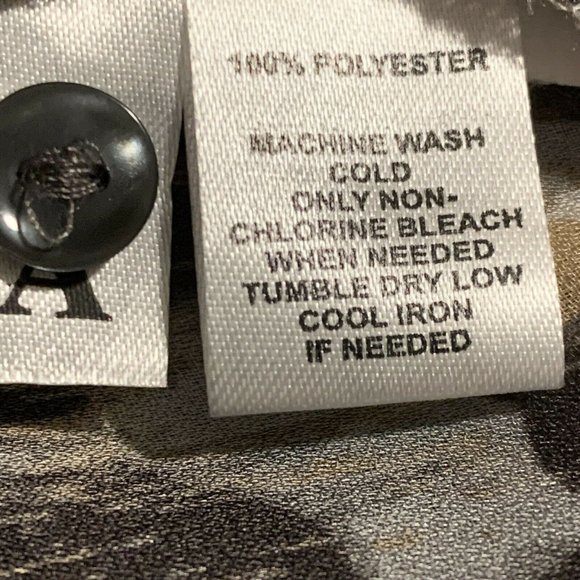 100% POLYESTER
MACHINE WASH
COLD
ONLY NON-
CHLORINE BLEACH
WHEN NEEDED
TUMBLE DRY LOW
COOL IRON
IF NEEDED
A